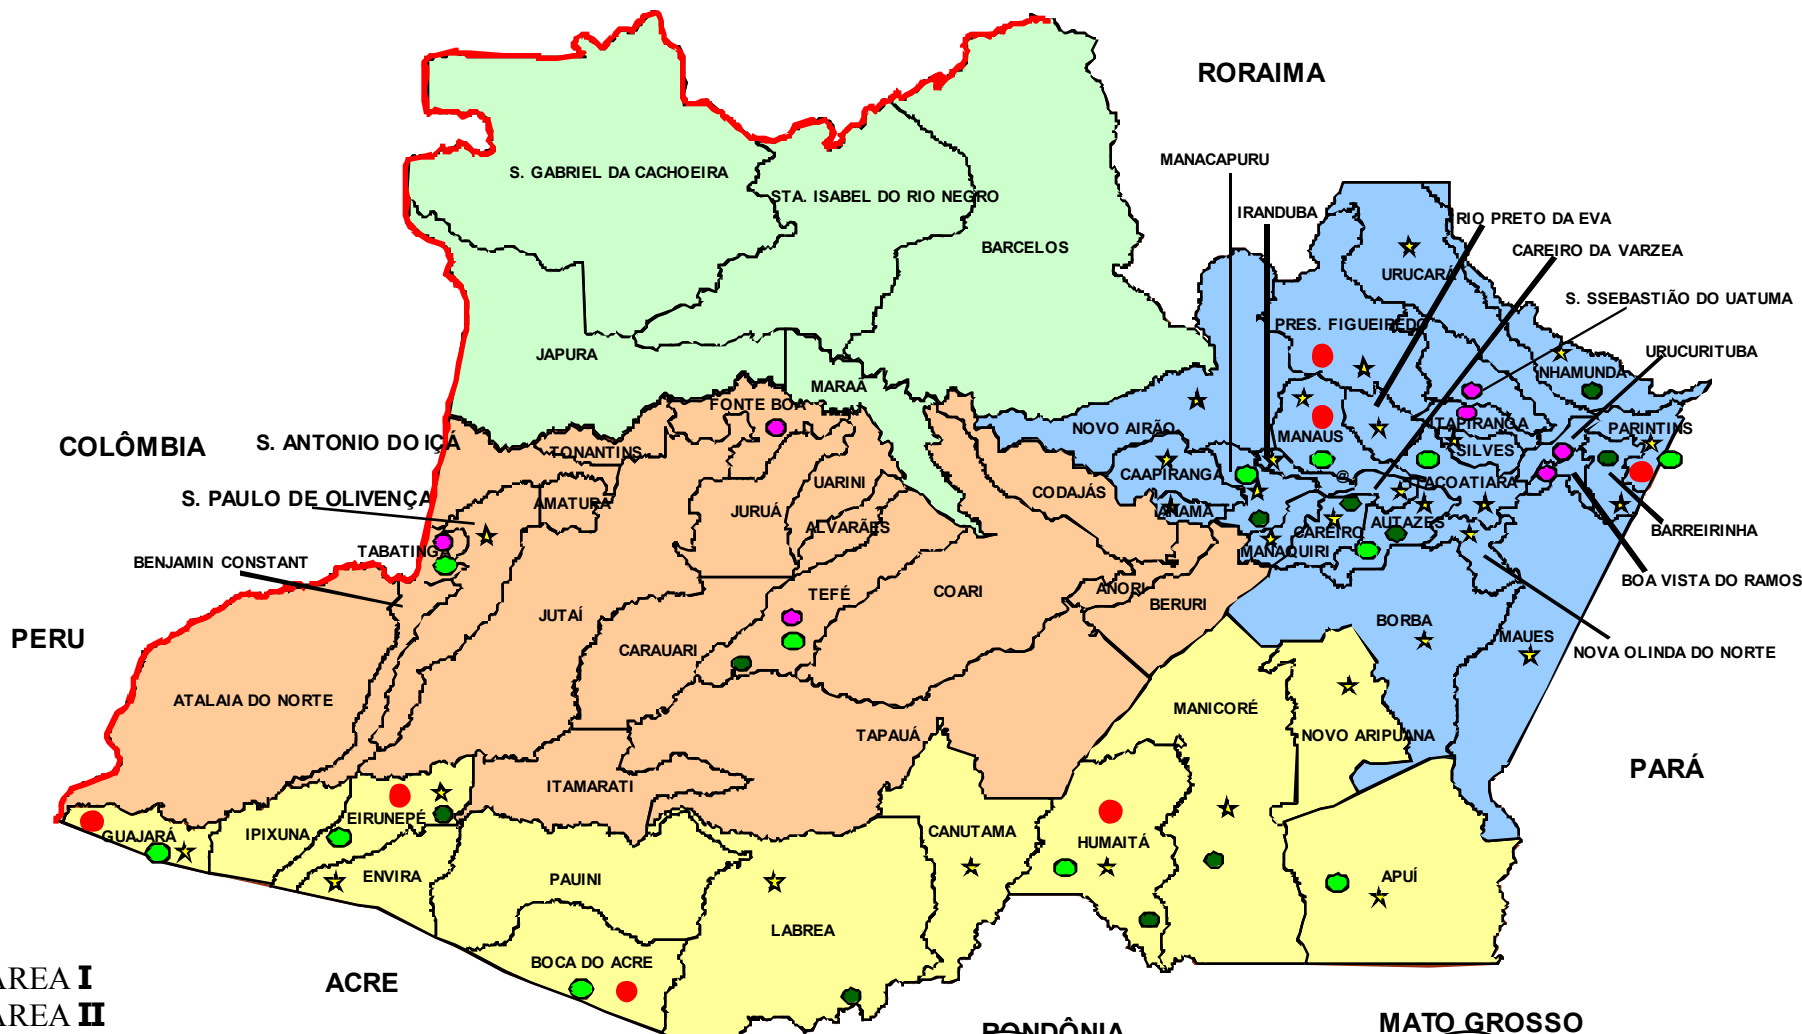 RORAIMA
MANACAPURU
S. GABRIEL DA CACHOEIRA
STA. ISABEL DO RIO NEGRO
IRANDUBA
RIO PRETO DA EVA
BARCELOS
CAREIRO DA VARZEA
URUCARÁ
S. SSEBASTIÃO DO UATUMA
PRES. FIGUEIREDO
JAPURA
URUCURITUBA
NHAMUNDA
MARAÃ
FONTE BOA
COLÔMBIA
S. ANTONIO DO IÇÁ
NOVO AIRÃO
MANAUS
ITAPIRANGA
PARINTINS
TONANTINS
SILVES
CAAPIRANGA
UARINI
ITACOATIARA
CODAJÁS
S. PAULO DE OLIVENÇA
AMATURA
JURUÁ
ANAMÃ
ALVARÃES
AUTAZES
CAREIRO
BARREIRINHA
TABATINGA
MANAQUIRI
BENJAMIN CONSTANT
BOA VISTA DO RAMOS
ANORI
COARI
TEFÉ
BERURI
JUTAÍ
BORBA
PERU
MAUES
CARAUARI
NOVA OLINDA DO NORTE
ATALAIA DO NORTE
MANICORÉ
TAPAUÁ
NOVO ARIPUANA
PARÁ
ITAMARATI
EIRUNEPÉ
GUAJARÁ
IPIXUNA
CANUTAMA
HUMAITÁ
ENVIRA
PAUINI
APUÍ
LABREA
BOCA DO ACRE
AREA I
ACRE
AREA II
RONDÔNIA
MATO GROSSO